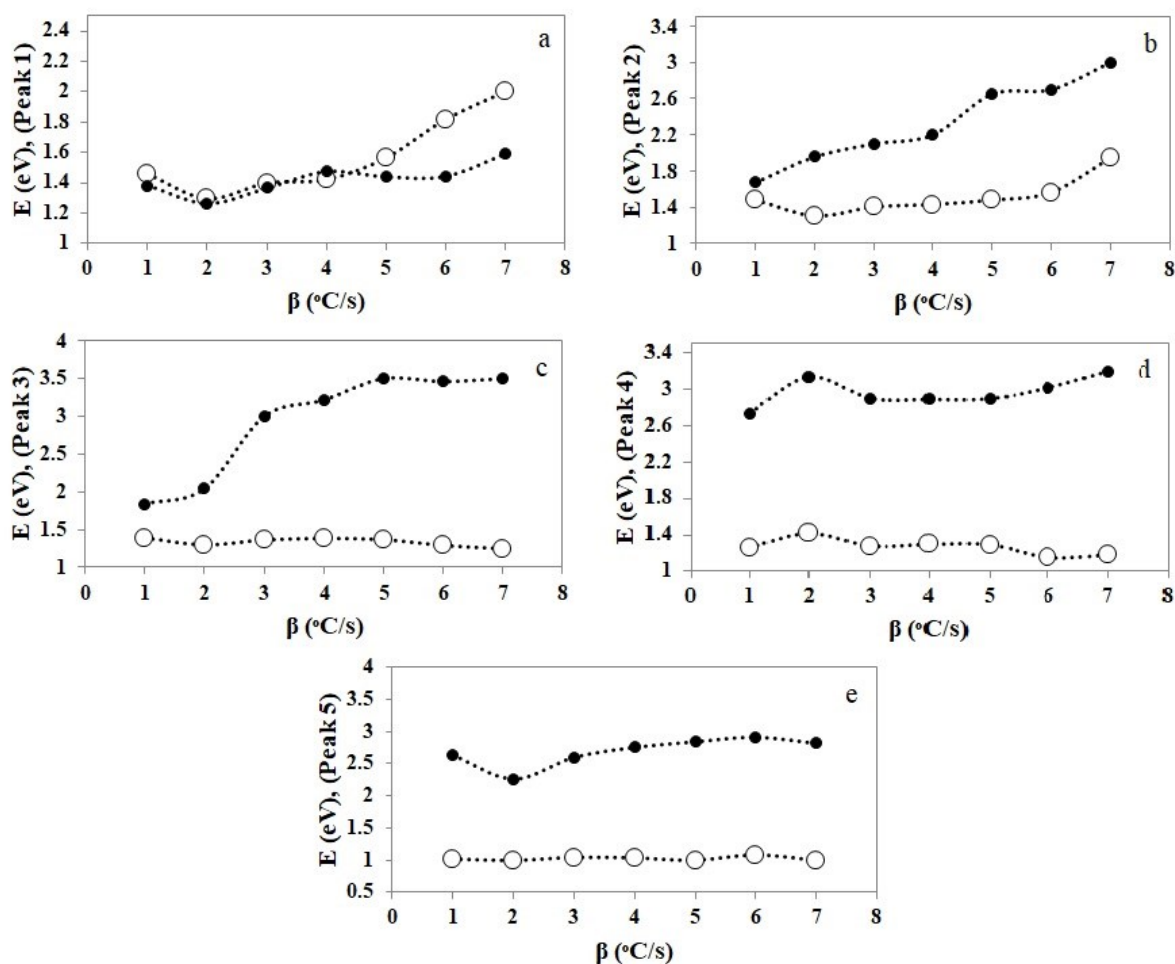 a
E (eV), (Peak 1)
2.4
2.2
2
1.8
1.6
1.4
1.2
1
0 1 2 3 4 5 6 7 8
β (°C/s)
b
E (eV), (Peak 2)
3.4
3
2.6
2.2
1.8
1.4
1
0 1 2 3 4 5 6 7 8
β (°C/s)
c
E (eV), (Peak 3)
4
3.5
3
2.5
2
1.5
1
0 1 2 3 4 5 6 7 8
β (°C/s)
d
E (eV), (Peak 4)
3.4
3
2.6
2.2
1.8
1.4
1
0 1 2 3 4 5 6 7 8
β (°C/s)
e
E (eV), (Peak 5)
4
3.5
3
2.5
2
1.5
1
0.5
0 1 2 3 4 5 6 7 8
β (°C/s)